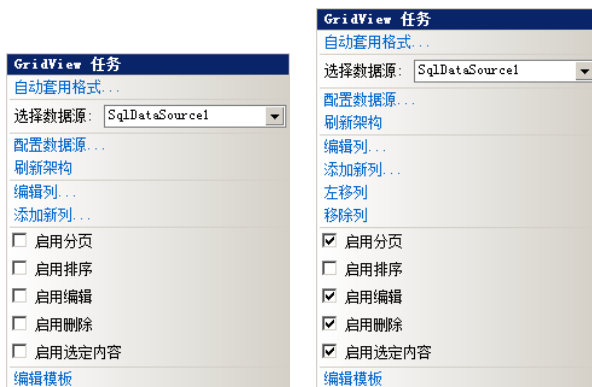 GridView 任务
自动套用格式...
选择数据源: SqlDataSource1
配置数据源...
刷新架构
编辑列...
添加新列...
启用分页
启用排序
启用编辑
启用删除
启用选定内容
编辑模板
GridView 任务
自动套用格式...
选择数据源: SqlDataSource1
配置数据源...
刷新架构
编辑列...
添加新列...
左移列
移除列
启用分页
启用排序
启用编辑
启用删除
启用选定内容
编辑模板